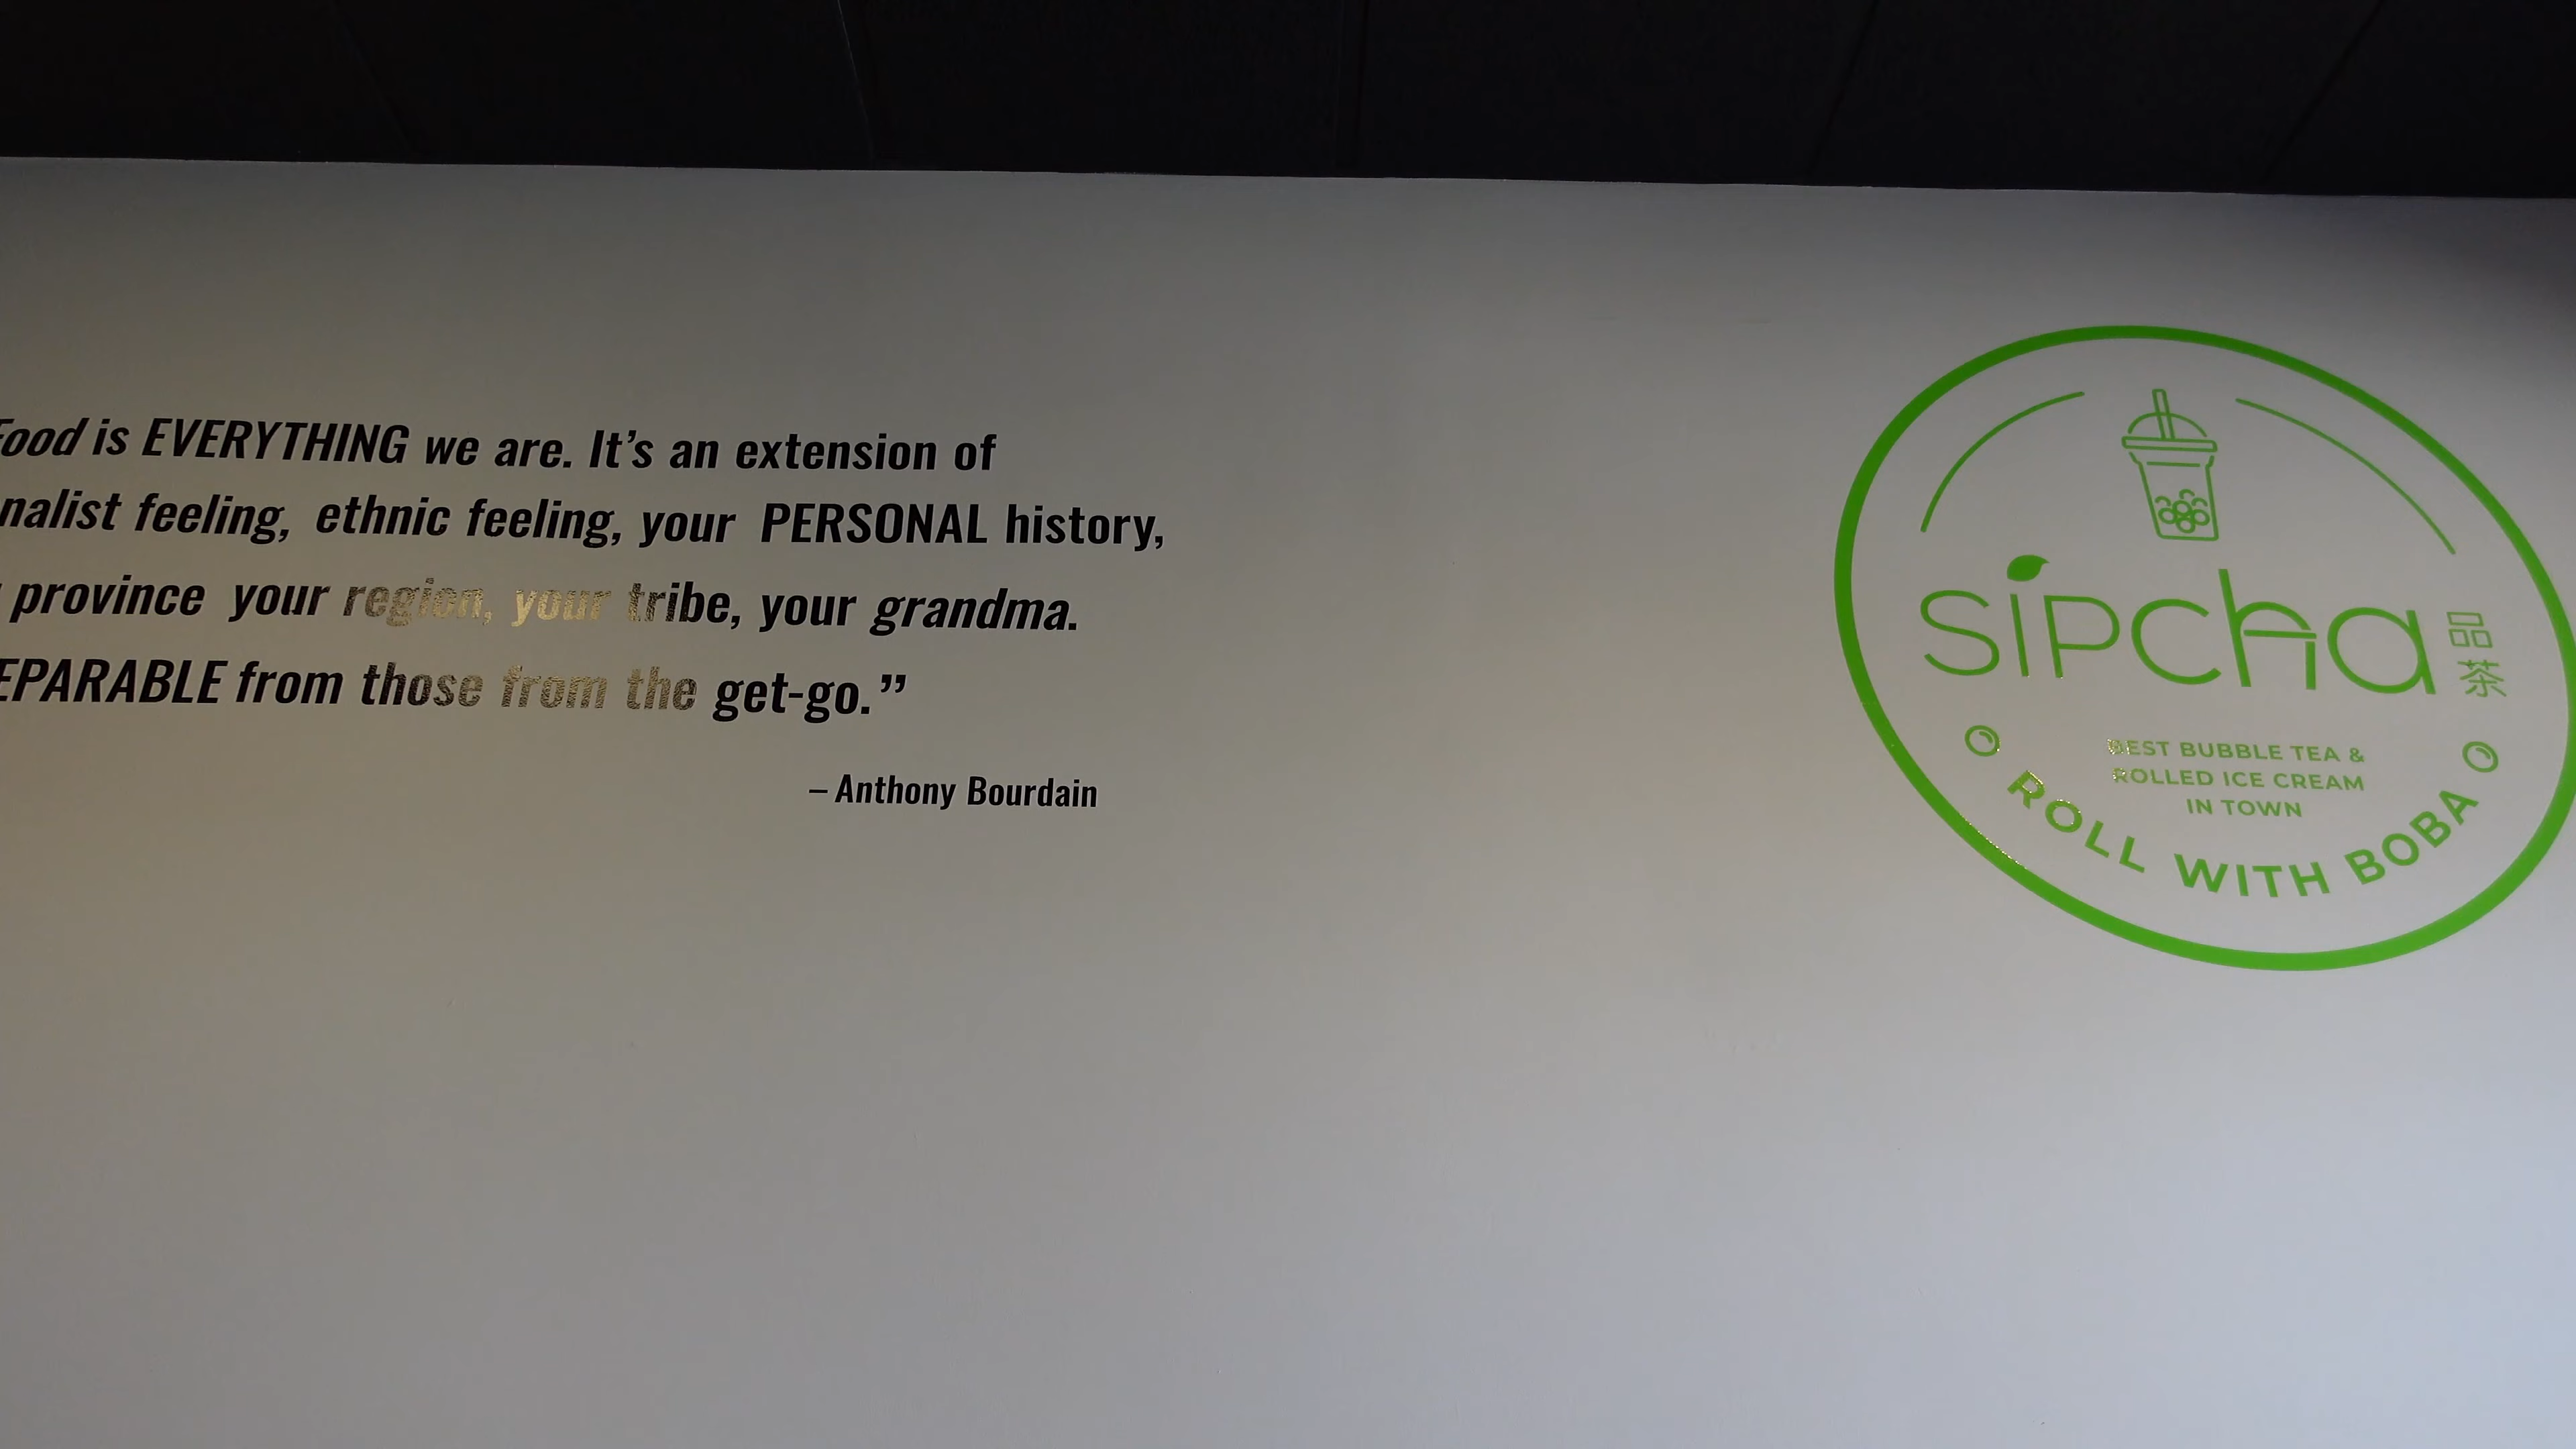 Food is EVERYTHING we are. It’s an extension of
nalist feeling, ethnic feeling, your PERSONAL history,
province your region, your tribe, your grandma.
EPARABLE from those from the get-go.”
– Anthony Bourdain
sipcha
品茶
BEST BUBBLE TEA &
ROLLED ICE CREAM
IN TOWN
ROLL WITH BOBA